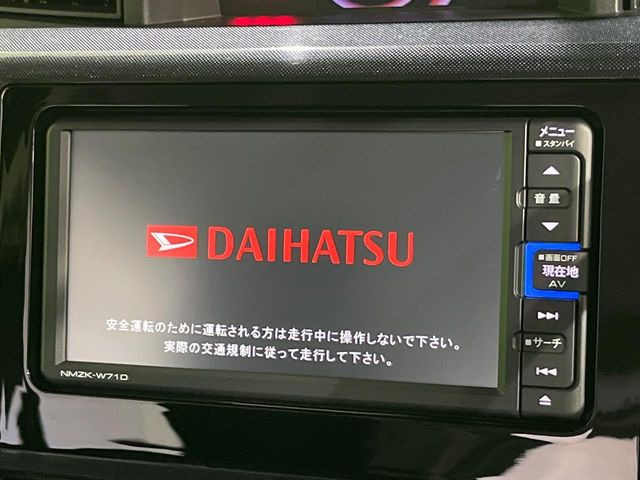 DAIHATSU
安全運転のために運転される方は走行中に操作しないで下さい。
実際の交通規制に従って走行して下さい。
NMZK-W71D
メニュー
■スタンバイ
▲
音量
▼
■画面OFF
現在地
AV
▶▶|
■サーチ
|◀◀
⏏